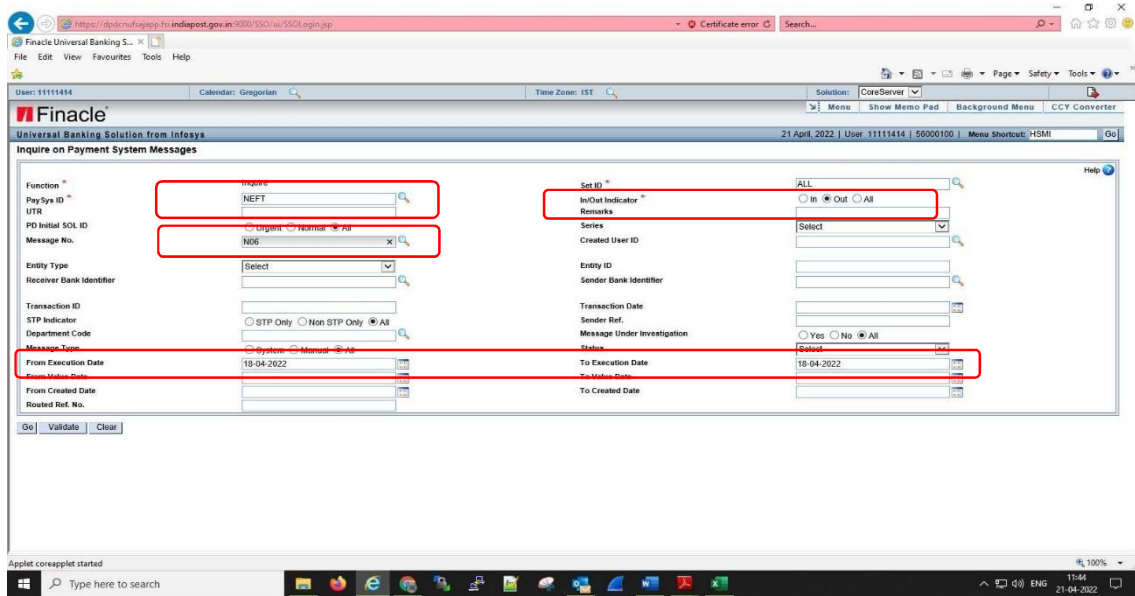 https://dpdcnufsajapp.fsi.indiapost.gov.in:9000/SSO/ui/SSOLogin.jsp Certificate error Search...
Finacle Universal Banking S...
File Edit View Favourites Tools Help
Page Safety Tools
User: 11111414 Calendar: Gregorian Time Zone: IST Solution: CoreServer
Menu Show Memo Pad Background Menu CCY Converter
Finacle
Universal Banking Solution from Infosys 21 April, 2022 | User 11111414 | 56000100 | Menu Shortcut: HSMI Go
Inquire on Payment System Messages
Help
Function * Inquire Set ID * ALL
PaySys ID * NEFT In/Out Indicator * In Out All
UTR Remarks
PD Initial SOL ID Urgent Normal All Series Select
Message No. N06 Created User ID
Entity Type Select Entity ID
Receiver Bank Identifier Sender Bank Identifier
Transaction ID Transaction Date
STP Indicator STP Only Non STP Only All Sender Ref.
Department Code Message Under Investigation Yes No All
Message Type System Manual All Status Select
From Execution Date 18-04-2022 To Execution Date 18-04-2022
From Value Date To Value Date
From Created Date To Created Date
Routed Ref. No.
Go Validate Clear
Applet coreapplet started 100%
Type here to search ENG 11:44
21-04-2022